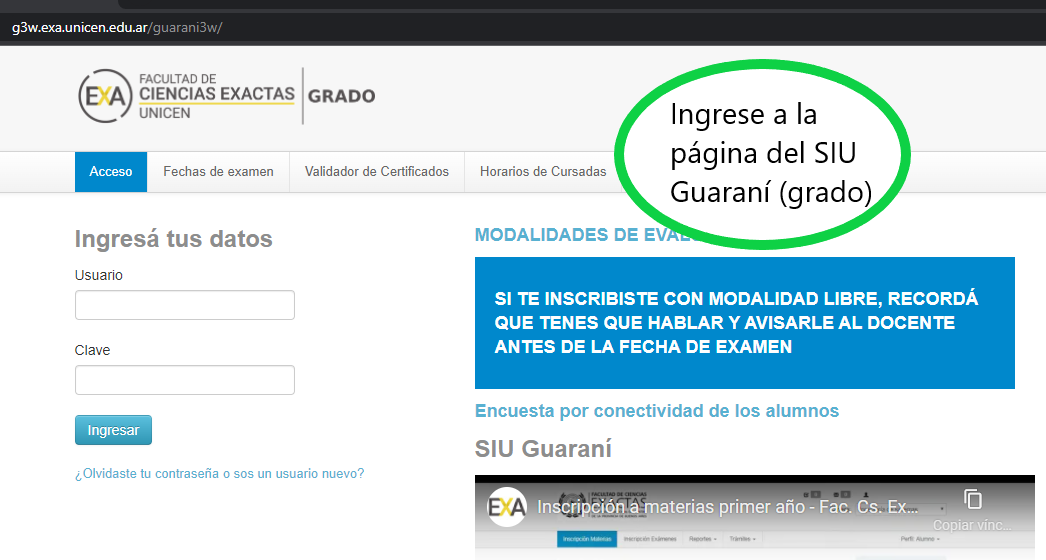 g3w.exa.unicen.edu.ar/guarani3w/
EXA
FACULTAD DE
CIENCIAS EXACTAS
UNICEN
GRADO
Ingrese a la
página del SIU
Guaraní (grado)
Acceso Fechas de examen Validador de Certificados Horarios de Cursadas
Ingresá tus datos
Usuario
Clave
Ingresar
¿Olvidaste tu contraseña o sos un usuario nuevo?
MODALIDADES DE
SI TE INSCRIBISTE CON MODALIDAD LIBRE, RECORDÁ
QUE TENES QUE HABLAR Y AVISARLE AL DOCENTE
ANTES DE LA FECHA DE EXAMEN
Encuesta por conectividad de los alumnos
SIU Guaraní
EXA
FACULTAD DE CIENCIAS
EXACTAS
Inscripción a materias primer año - Fac. Cs. Ex...
Copiar vínc...
Inscripción Materias Inscripción Exámenes Reportes Trámites Perfil: Alumno